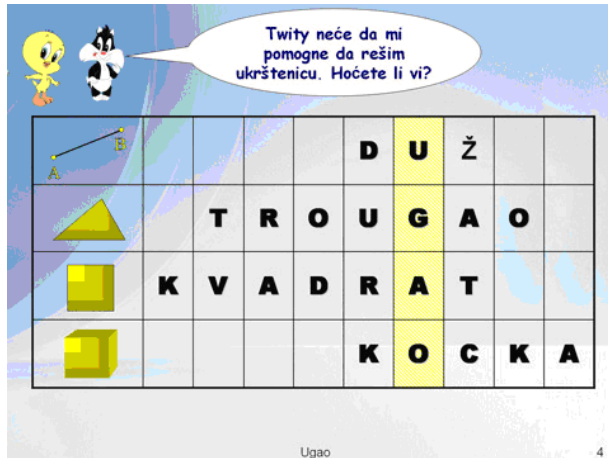 Twity neće da mi
pomogne da rešim
ukrštenicu. Hoćete li vi?
A B D U Ž
T R O U G A O
K V A D R A T
K O C K A
Ugao 4